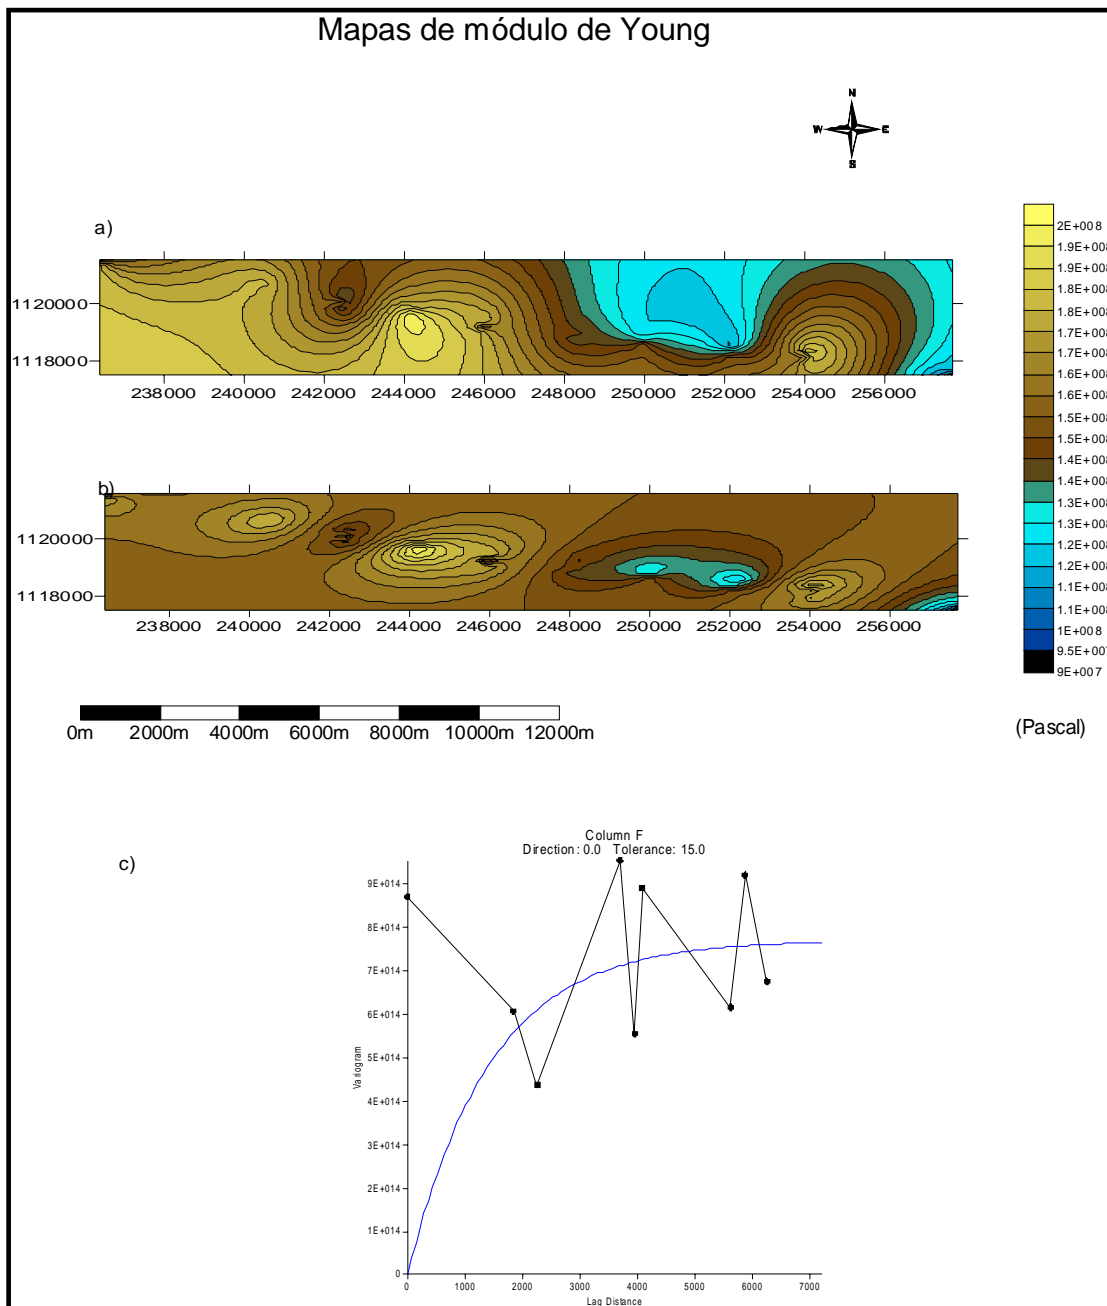 Mapas de módulo de Young
N
W E
S
a)
1120000
1118000
238000 240000 242000 244000 246000 248000 250000 252000 254000 256000
b)
1120000
1118000
238000 240000 242000 244000 246000 248000 250000 252000 254000 256000
2E+008
1.9E+008
1.9E+008
1.8E+008
1.8E+008
1.7E+008
1.7E+008
1.6E+008
1.6E+008
1.5E+008
1.5E+008
1.4E+008
1.4E+008
1.3E+008
1.3E+008
1.2E+008
1.1E+008
1.1E+008
1E+008
9.5E+007
9E+007
(Pascal)
0m 2000m 4000m 6000m 8000m 10000m 12000m
c)
Column F
Direction: 0.0 Tolerance: 15.0
9E+014
8E+014
7E+014
6E+014
5E+014
4E+014
3E+014
2E+014
1E+014
0
Variogram
0 1000 2000 3000 4000 5000 6000 7000
Lag Distance